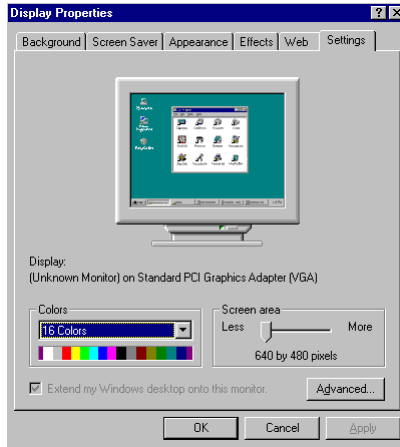 Display Properties
Background Screen Saver Appearance Effects Web Settings
Display:
(Unknown Monitor) on Standard PCI Graphics Adapter (VGA)
Colors
16 Colors
Screen area
Less More
640 by 480 pixels
Extend my Windows desktop onto this monitor.
Advanced...
OK Cancel Apply